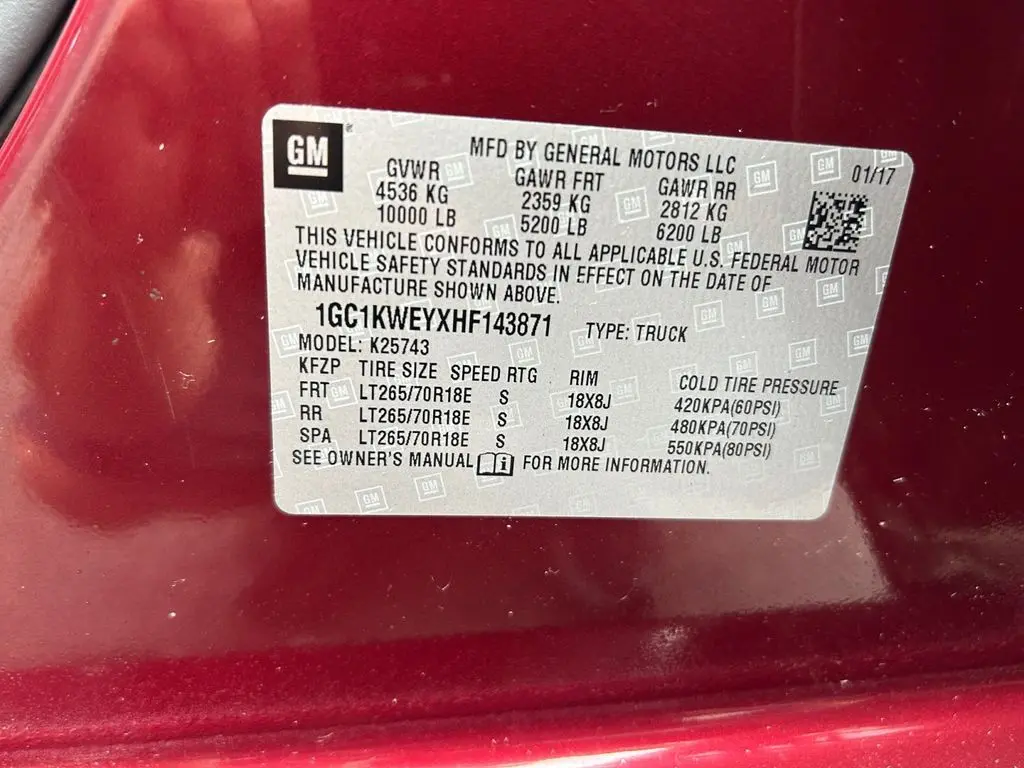 GM
MFD BY GENERAL MOTORS LLC
01/17
GVWR GAWR FRT GAWR RR
4536 KG 2359 KG 2812 KG
10000 LB 5200 LB 6200 LB
THIS VEHICLE CONFORMS TO ALL APPLICABLE U.S. FEDERAL MOTOR
VEHICLE SAFETY STANDARDS IN EFFECT ON THE DATE OF
MANUFACTURE SHOWN ABOVE.
1GC1KWEYXHF143871 TYPE: TRUCK
MODEL: K25743
KFZP TIRE SIZE SPEED RTG RIM COLD TIRE PRESSURE
FRT LT265/70R18E S 18X8J 420KPA(60PSI)
RR LT265/70R18E S 18X8J 480KPA(70PSI)
SPA LT265/70R18E S 18X8J 550KPA(80PSI)
SEE OWNER'S MANUAL FOR MORE INFORMATION.